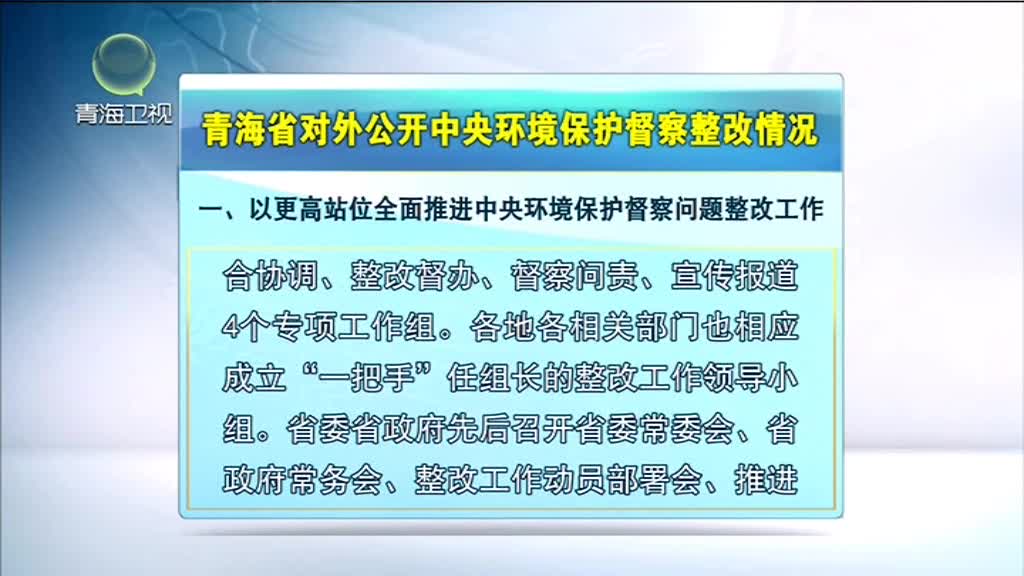 青海卫视
青海省对外公开中央环境保护督察整改情况
一、以更高站位全面推进中央环境保护督察问题整改工作
合协调、整改督办、督察问责、宣传报道
4个专项工作组。各地各相关部门也相应
成立“一把手”任组长的整改工作领导小
组。省委省政府先后召开省委常委会、省
政府常务会、整改工作动员部署会、推进